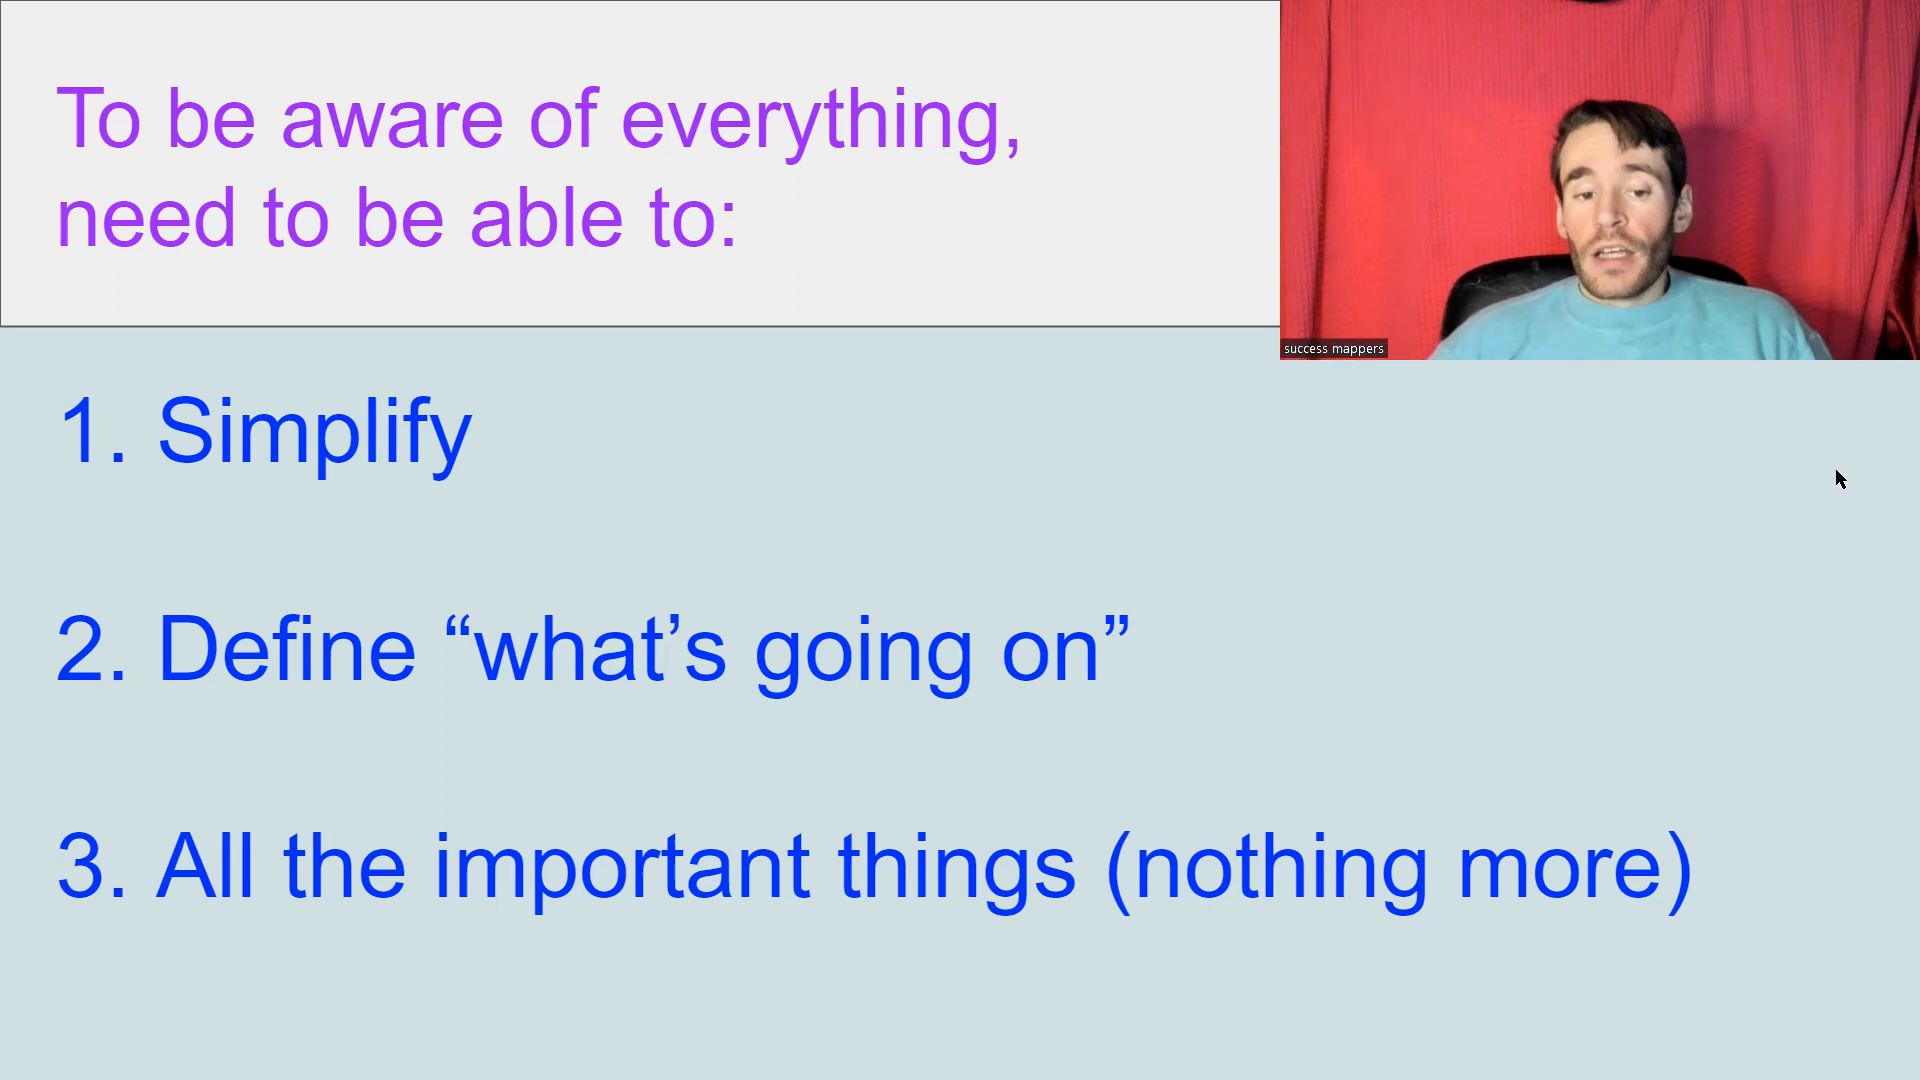 To be aware of everything,
need to be able to:
success mappers
1. Simplify
2. Define “what’s going on”
3. All the important things (nothing more)